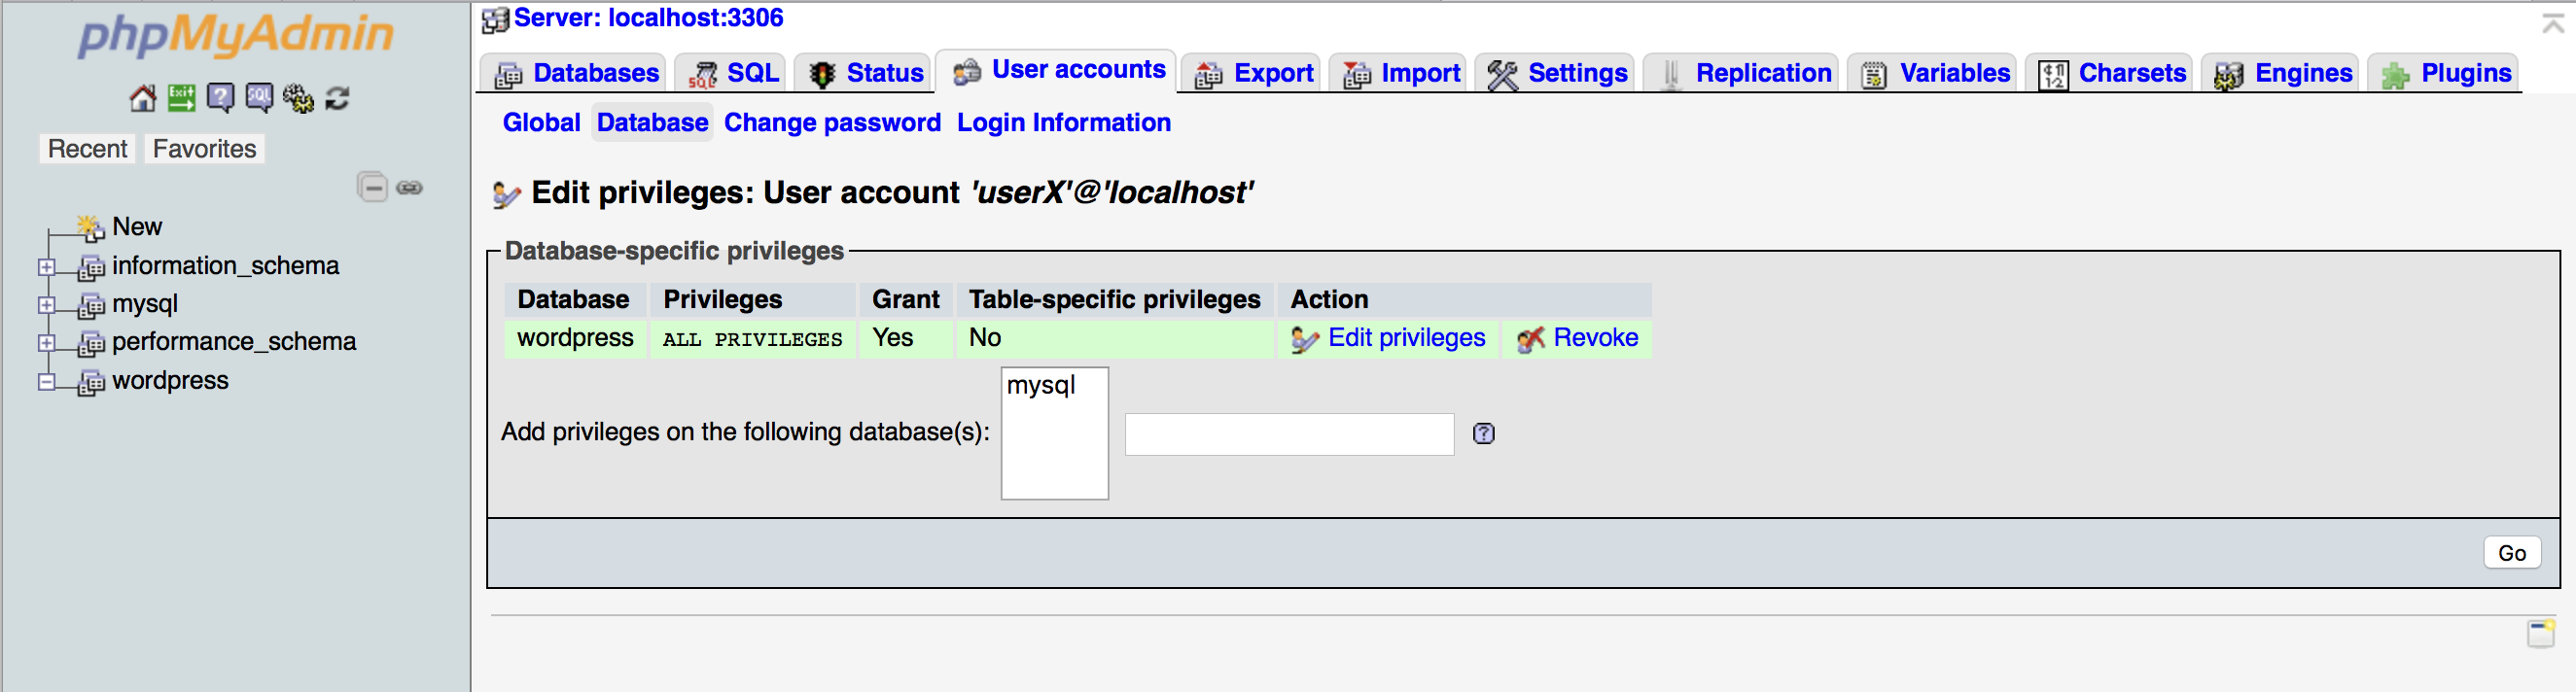 phpMyAdmin
Exit
SQL
Recent Favorites
New
information_schema
mysql
performance_schema
wordpress
Server: localhost:3306
Databases SQL Status User accounts Export Import Settings Replication Variables Charsets Engines Plugins
Global Database Change password Login Information
Edit privileges: User account 'userX'@'localhost'
Database-specific privileges
Database Privileges Grant Table-specific privileges Action
wordpress ALL PRIVILEGES Yes No Edit privileges Revoke
mysql
Add privileges on the following database(s):
Go